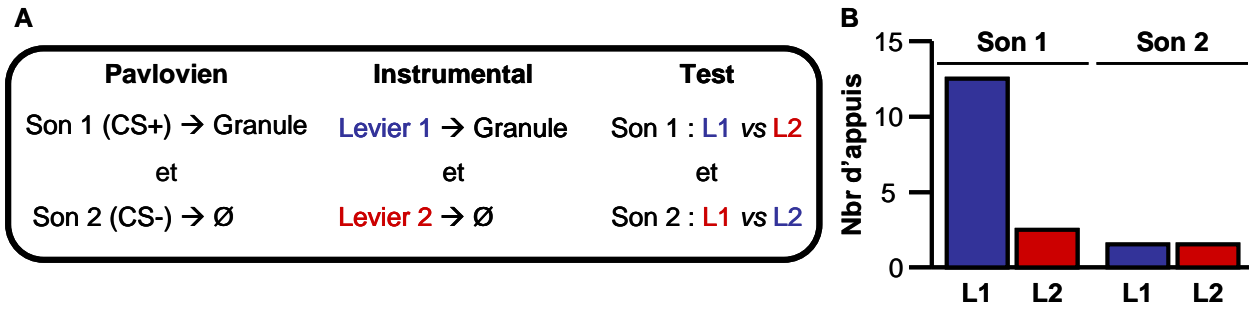 A
Pavlovien Instrumental Test
Son 1 (CS+) → Granule Levier 1 → Granule Son 1 : L1 vs L2
et et et
Son 2 (CS-) → Ø Levier 2 → Ø Son 2 : L1 vs L2
B
Nbr d'appuis
15
10
5
0
Son 1 Son 2
L1 L2 L1 L2